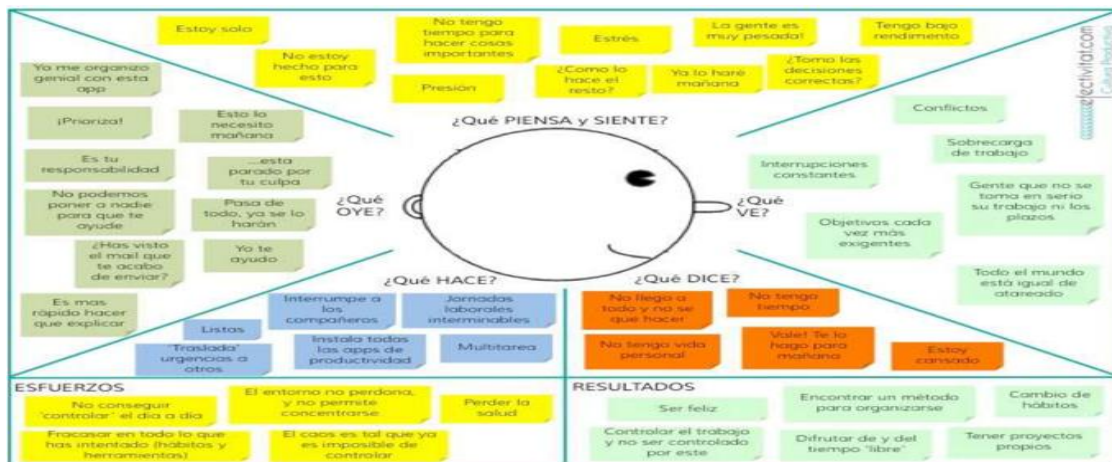 Estoy solo
No estoy
hecho para
esto
No tengo
tiempo para
hacer cosas
importantes
Presión
Estrés
¿Como lo
hace el
resto?
La gente es
muy pesada!
Ya lo haré
mañana
Tengo bajo
rendimiento
¿Tomo las
decisiones
correctas?
efectivitat.com
¿Qué PIENSA y SIENTE?
Ya me organizo
genial con esta
app
¡Prioriza!
Esto lo
necesito
mañana
Es tu
responsabilidad
...esta
parado por
tu culpa
No podemos
poner a nadie
para que te
ayude
Pasa de
todo, ya se lo
harán
¿Has visto
el mail que
te acabo
de enviar?
Yo te
ayudo
Es mas
rápido hacer
que explicar
¿Qué
OYE?
¿Qué
VE?
Conflictos
Sobrecarga
de trabajo
Interrupciones
constantes
Gente que no se
toma en serio
su trabajo ni los
plazos
Objetivos cada
vez más
exigentes
Todo el mundo
está igual de
atareado
¿Qué HACE?
Interrumpe a
los
compañeros
Jornadas
laborales
interminables
Listas
'Traslada'
urgencias a
otros
Instala todas
las apps de
productividad
Multitarea
¿Qué DICE?
No llego a
todo y no se
que hacer
No tengo
tiempo
No tengo vida
personal
Vale! Te lo
hago para
mañana
Estoy
cansado
ESFUERZOS
No conseguir
'controlar' el día a día
El entorno no perdona,
y no permite
concentrarse
Perder la
salud
Fracasar en todo lo que
has intentado (hábitos y
herramientas)
El caos es tal que ya
es imposible de
controlar
RESULTADOS
Ser feliz
Encontrar un método
para organizarse
Cambio de
hábitos
Controlar el trabajo
y no ser controlado
por este
Difrutar de y del
tiempo 'libre'
Tener proyectos
propios